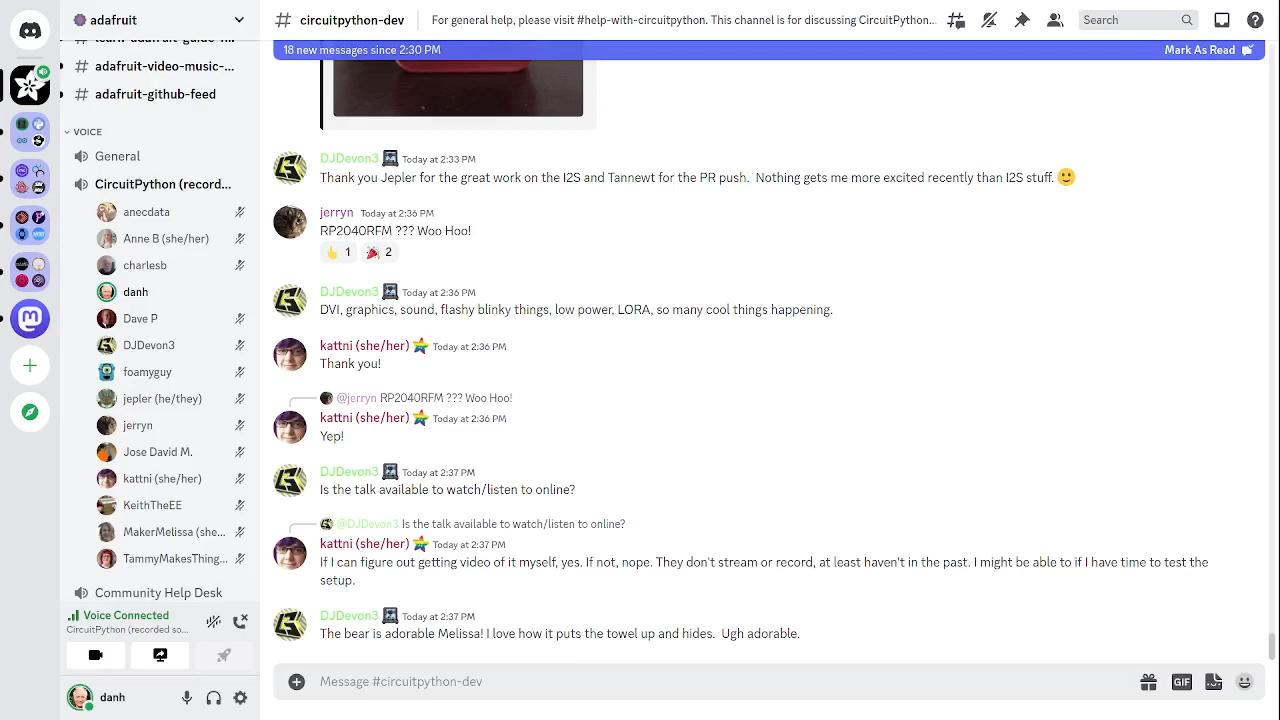 adafruit
# circuitpython-dev
For general help, please visit #help-with-circuitpython. This channel is for discussing CircuitPython...
Search
adafruit-video-music-...
adafruit-github-feed
VOICE
General
CircuitPython (record...
anecdata
Anne B (she/her)
charlesb
danh
Dave P
DJDevon3
foamyguy
jepler (he/they)
jerryn
Jose David M.
kattni (she/her)
KeithTheEE
MakerMelissa (she...
TammyMakesThing...
Community Help Desk
Voice Connected
CircuitPython (recorded so...
danh
18 new messages since 2:30 PM
Mark As Read
DJDevon3 Today at 2:33 PM
Thank you Jepler for the great work on the I2S and Tannewt for the PR push. Nothing gets me more excited recently than I2S stuff. 🙂
jerryn Today at 2:36 PM
RP2040RFM ??? Woo Hoo!
👆 1 🎉 2
DJDevon3 Today at 2:36 PM
DVI, graphics, sound, flashy blinky things, low power, LORA, so many cool things happening.
kattni (she/her) Today at 2:36 PM
Thank you!
@jerryn RP2040RFM ??? Woo Hoo!
kattni (she/her) Today at 2:36 PM
Yep!
DJDevon3 Today at 2:37 PM
Is the talk available to watch/listen to online?
@DJDevon3 Is the talk available to watch/listen to online?
kattni (she/her) Today at 2:37 PM
If I can figure out getting video of it myself, yes. If not, nope. They don't stream or record, at least haven't in the past. I might be able to if I have time to test the
setup.
DJDevon3 Today at 2:37 PM
The bear is adorable Melissa! I love how it puts the towel up and hides. Ugh adorable.
Message #circuitpython-dev
GIF